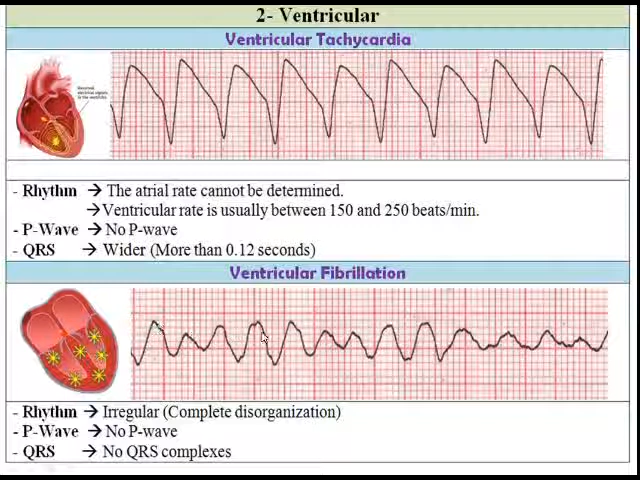 2- Ventricular
Ventricular Tachycardia
- Rhythm → The atrial rate cannot be determined.
→Ventricular rate is usually between 150 and 250 beats/min.
- P-Wave → No P-wave
- QRS → Wider (More than 0.12 seconds)
Ventricular Fibrillation
- Rhythm → Irregular (Complete disorganization)
- P-Wave → No P-wave
- QRS → No QRS complexes